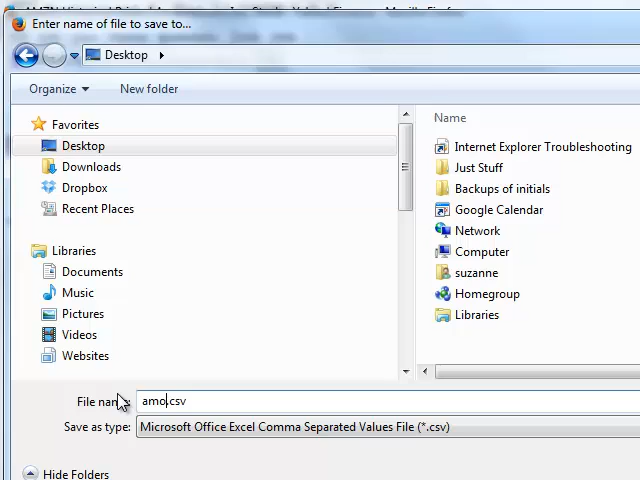 Enter name of file to save to...
Desktop
Organize
New folder
Favorites
Desktop
Downloads
Dropbox
Recent Places
Libraries
Documents
Music
Pictures
Videos
Websites
Name
Internet Explorer Troubleshooting
Just Stuff
Backups of initials
Google Calendar
Network
Computer
suzanne
Homegroup
Libraries
File name:
amo.csv
Save as type:
Microsoft Office Excel Comma Separated Values File (*.csv)
Hide Folders